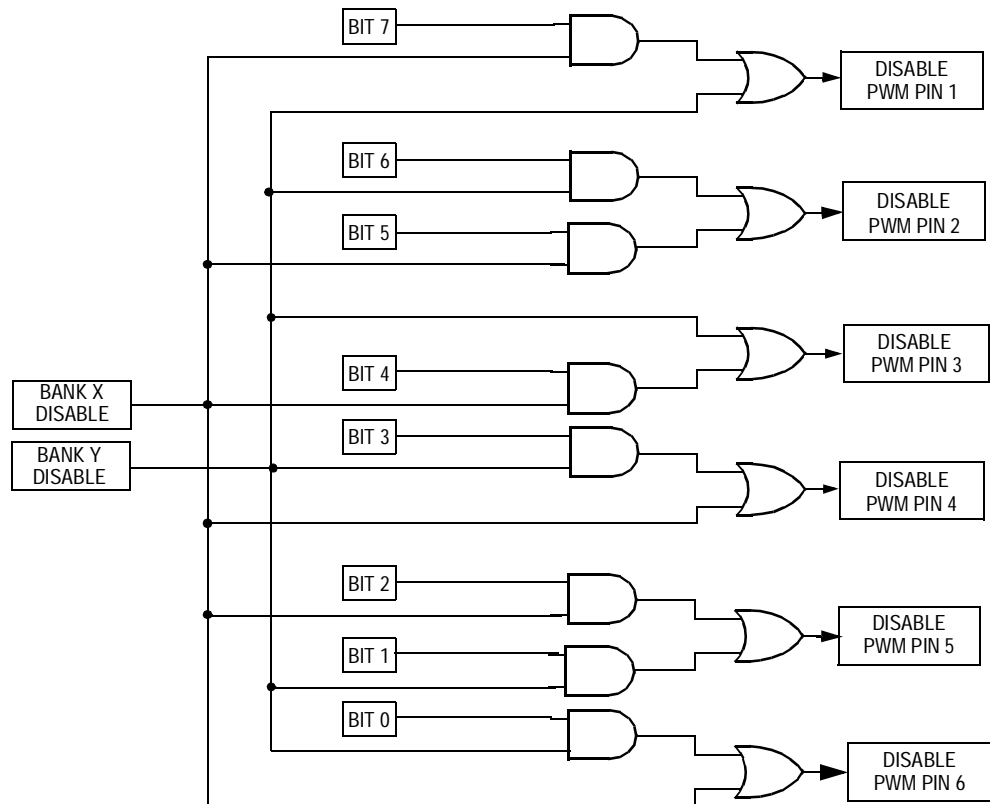 BIT 7
DISABLE
PWM PIN 1
BIT 6
DISABLE
PWM PIN 2
BIT 5
DISABLE
PWM PIN 3
BIT 4
BANK X
DISABLE
BIT 3
BANK Y
DISABLE
DISABLE
PWM PIN 4
BIT 2
DISABLE
PWM PIN 5
BIT 1
BIT 0
DISABLE
PWM PIN 6